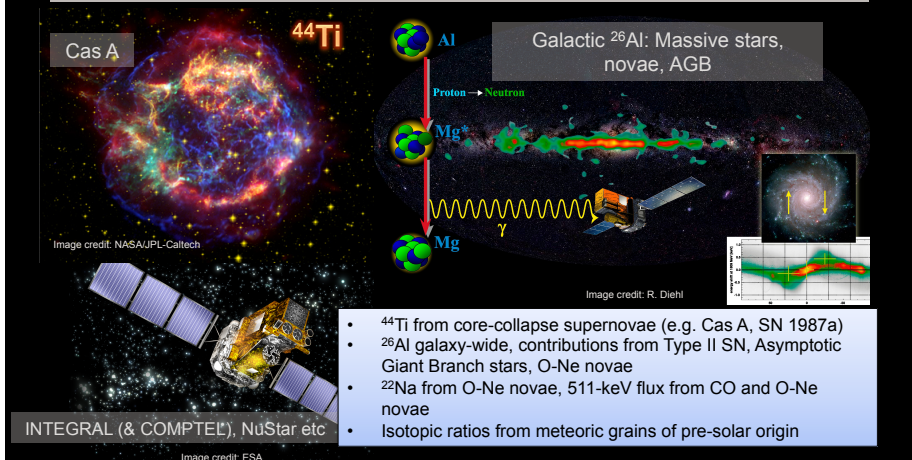 Cas A
⁴⁴Ti
Al
Proton → Neutron
Mg*
γ
Mg
Galactic ²⁶Al: Massive stars,
novae, AGB
Image credit: NASA/JPL-Caltech
Image credit: R. Diehl
INTEGRAL (& COMPTEL), NuStar etc
Image credit: ESA
• ⁴⁴Ti from core-collapse supernovae (e.g. Cas A, SN 1987a)
• ²⁶Al galaxy-wide, contributions from Type II SN, Asymptotic
Giant Branch stars, O-Ne novae
• ²²Na from O-Ne novae, 511-keV flux from CO and O-Ne
novae
• Isotopic ratios from meteoric grains of pre-solar origin